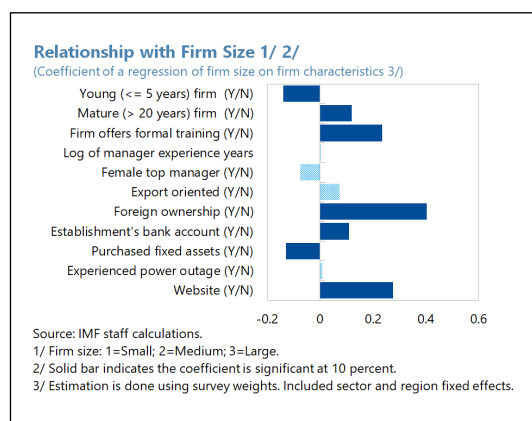 Relationship with Firm Size 1/ 2/
(Coefficient of a regression of firm size on firm characteristics 3/)
Young (<= 5 years) firm (Y/N)
Mature (> 20 years) firm (Y/N)
Firm offers formal training (Y/N)
Log of manager experience years
Female top manager (Y/N)
Export oriented (Y/N)
Foreign ownership (Y/N)
Establishment's bank account (Y/N)
Purchased fixed assets (Y/N)
Experienced power outage (Y/N)
Website (Y/N)
-0.2 0 0.2 0.4 0.6
Source: IMF staff calculations.
1/ Firm size: 1=Small; 2=Medium; 3=Large.
2/ Solid bar indicates the coefficient is significant at 10 percent.
3/ Estimation is done using survey weights. Included sector and region fixed effects.